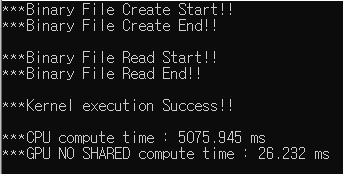 ***Binary File Create Start!!
***Binary File Create End!!
***Binary File Read Start!!
***Binary File Read End!!
***Kernel execution Success!!
***CPU compute time : 5075.945 ms
***GPU NO SHARED compute time : 26.232 ms